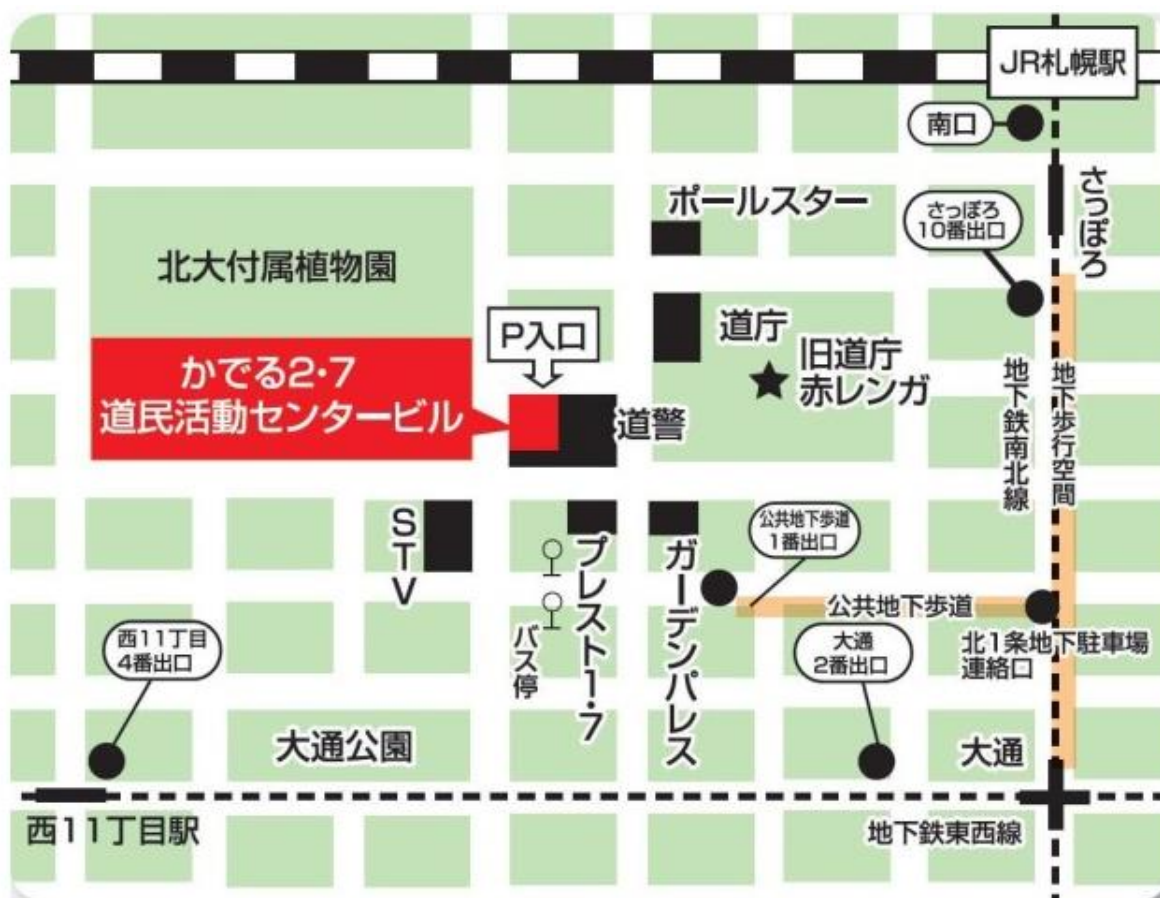 JR札幌駅
南口
さっぽろ
ポールスター
さっぽろ
10番出口
北大付属植物園
P入口
道庁
旧道庁
赤レンガ
かでる2・7
道民活動センタービル
道警
地下鉄南北線
地下歩行空間
STV
プレスト1・7
ガーデンパレス
公共地下歩道
1番出口
公共地下歩道
バス停
西11丁目
4番出口
大通
2番出口
北1条地下駐車場
連絡口
大通公園
大通
西11丁目駅
地下鉄東西線